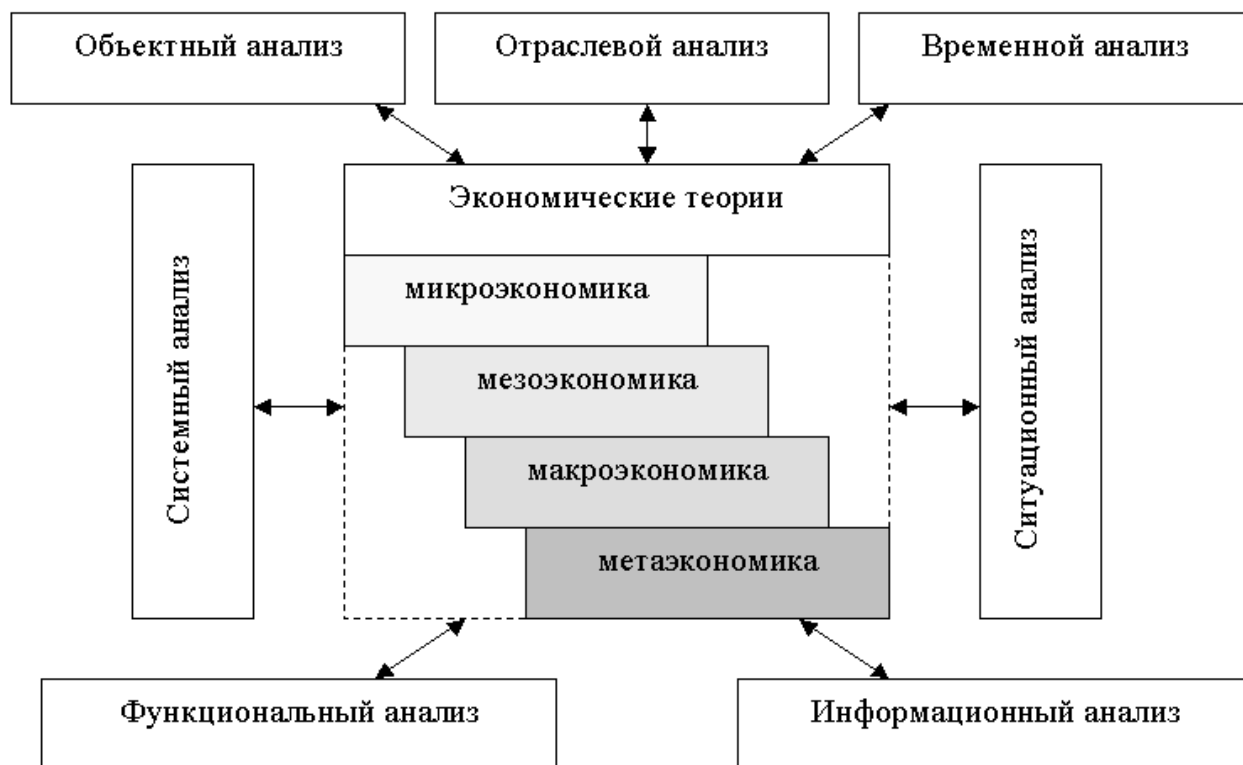 Объектный анализ
Отраслевой анализ
Временной анализ
Экономические теории
микроэкономика
мезоэкономика
макроэкономика
метаэкономика
Системный анализ
Ситуационный анализ
Функциональный анализ
Информационный анализ